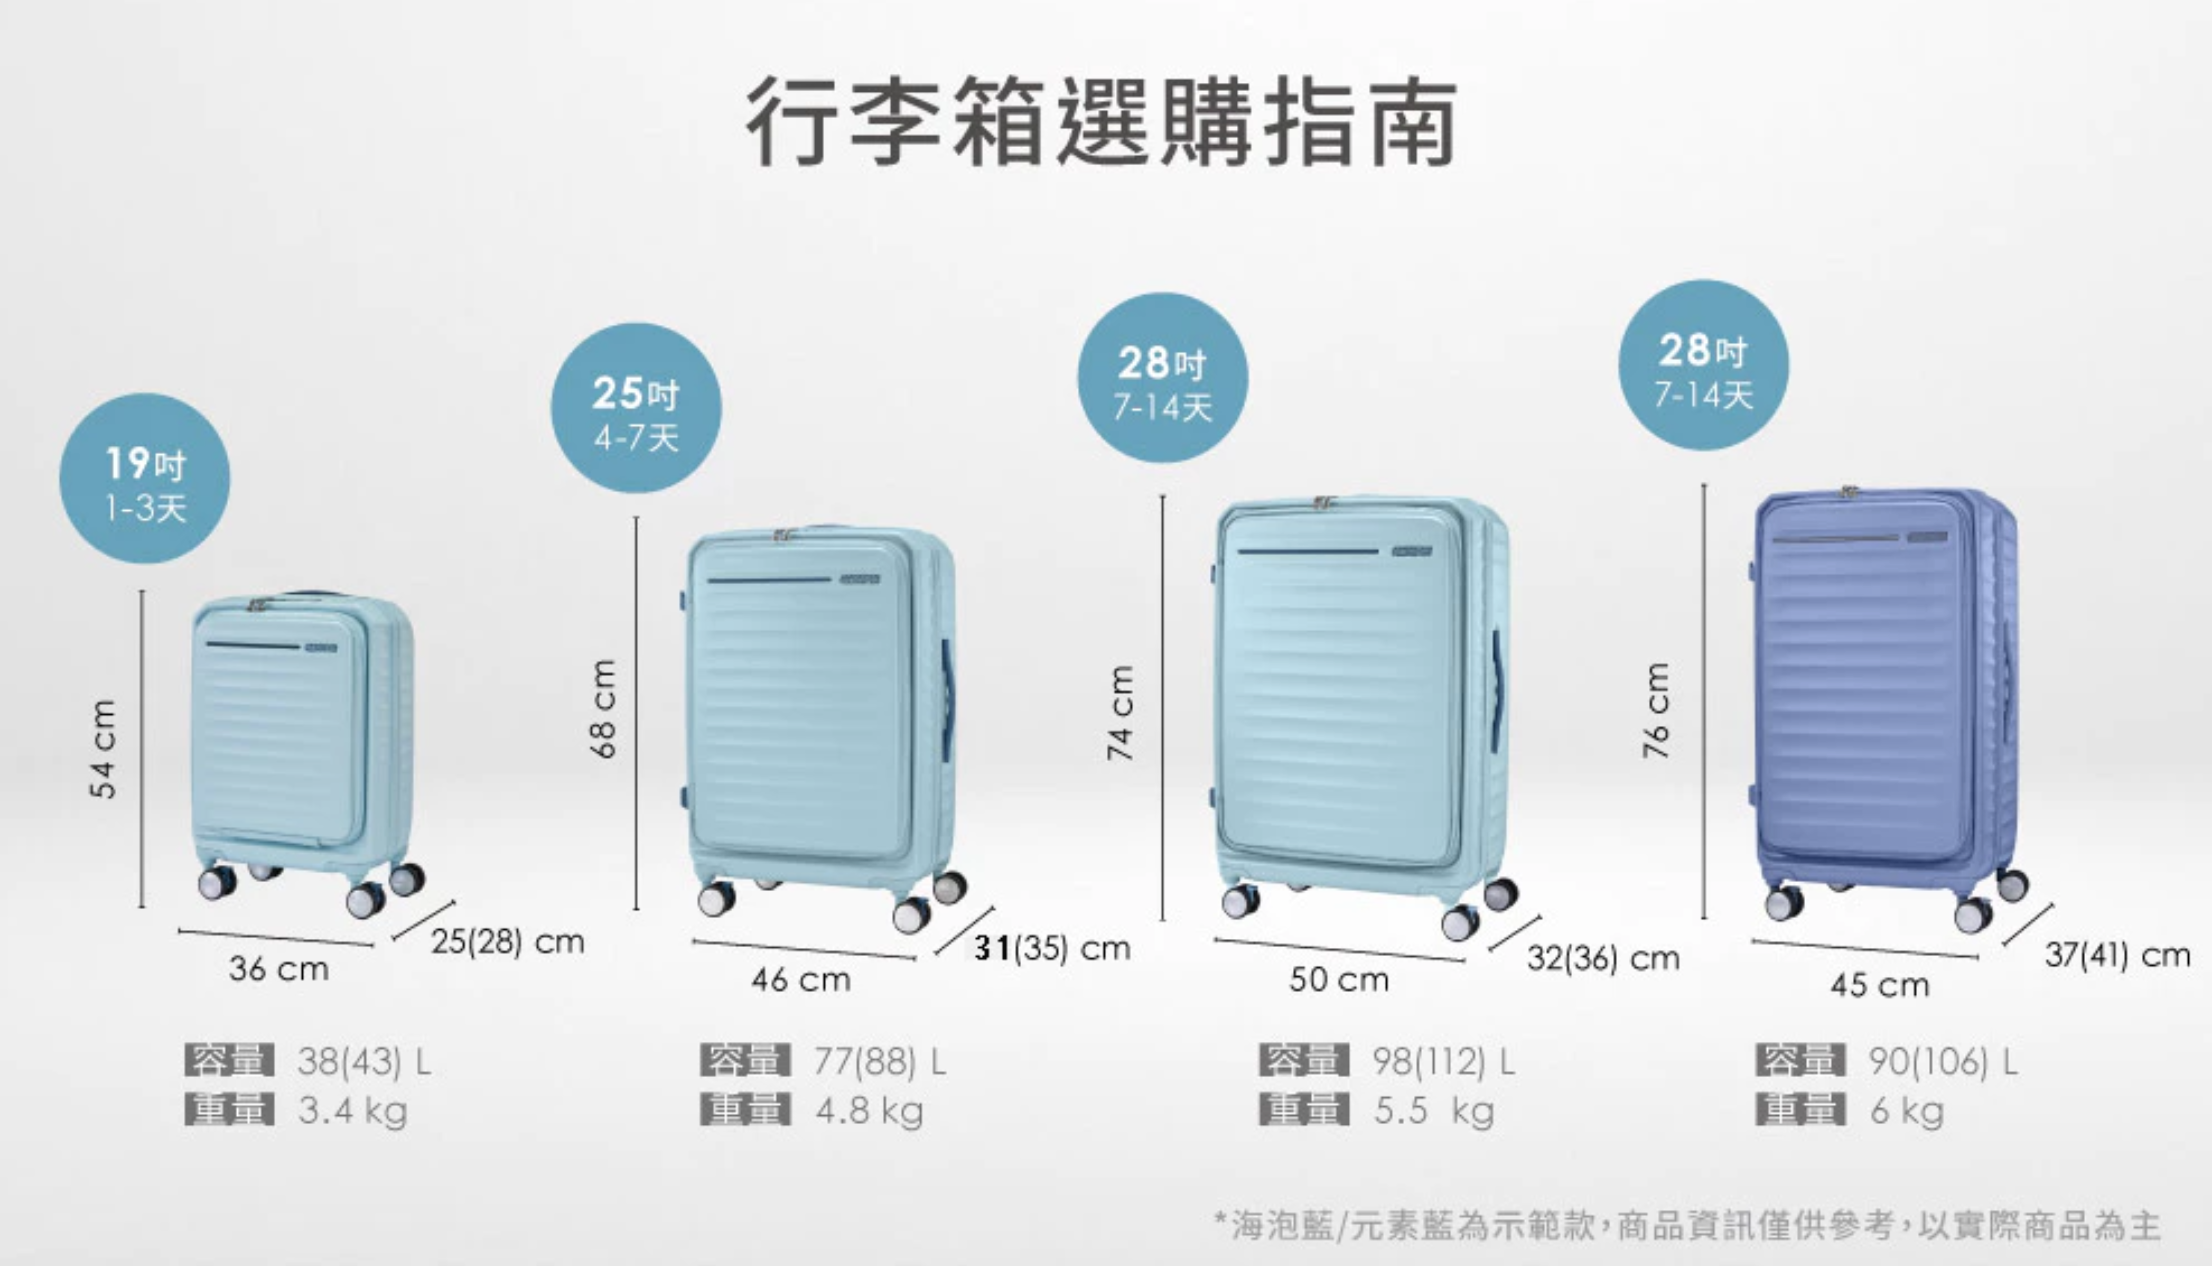 行李箱選購指南
19吋
1-3天
54 cm
36 cm
25(28) cm
容量 38(43) L
重量 3.4 kg
25吋
4-7天
68 cm
46 cm
31(35) cm
容量 77(88) L
重量 4.8 kg
28吋
7-14天
74 cm
50 cm
32(36) cm
容量 98(112) L
重量 5.5 kg
28吋
7-14天
76 cm
45 cm
37(41) cm
容量 90(106) L
重量 6 kg
*海泡藍/元素藍為示範款,商品資訊僅供參考,以實際商品為主